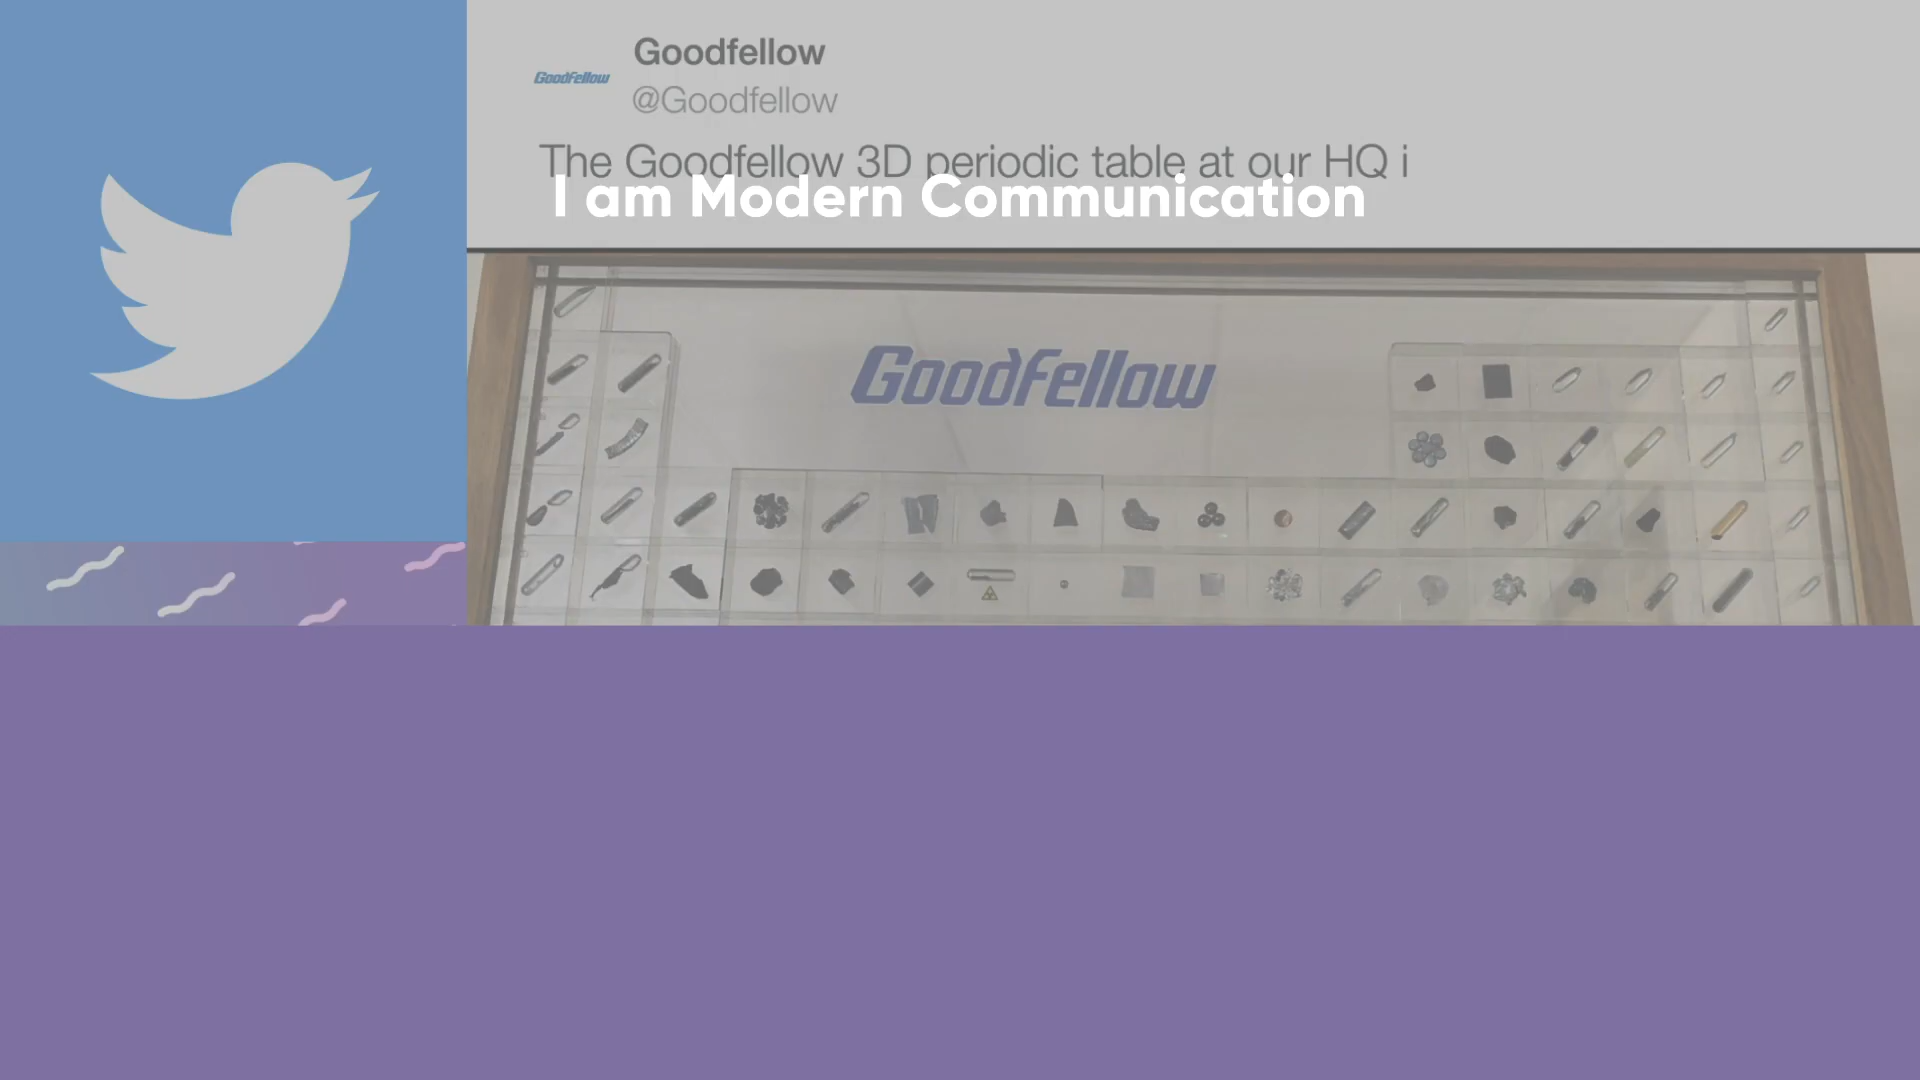 Goodfellow
GoodFellow
@Goodfellow
The Goodfellow 3D periodic table at our HQ i
I am Modern Communication
GoodFellow